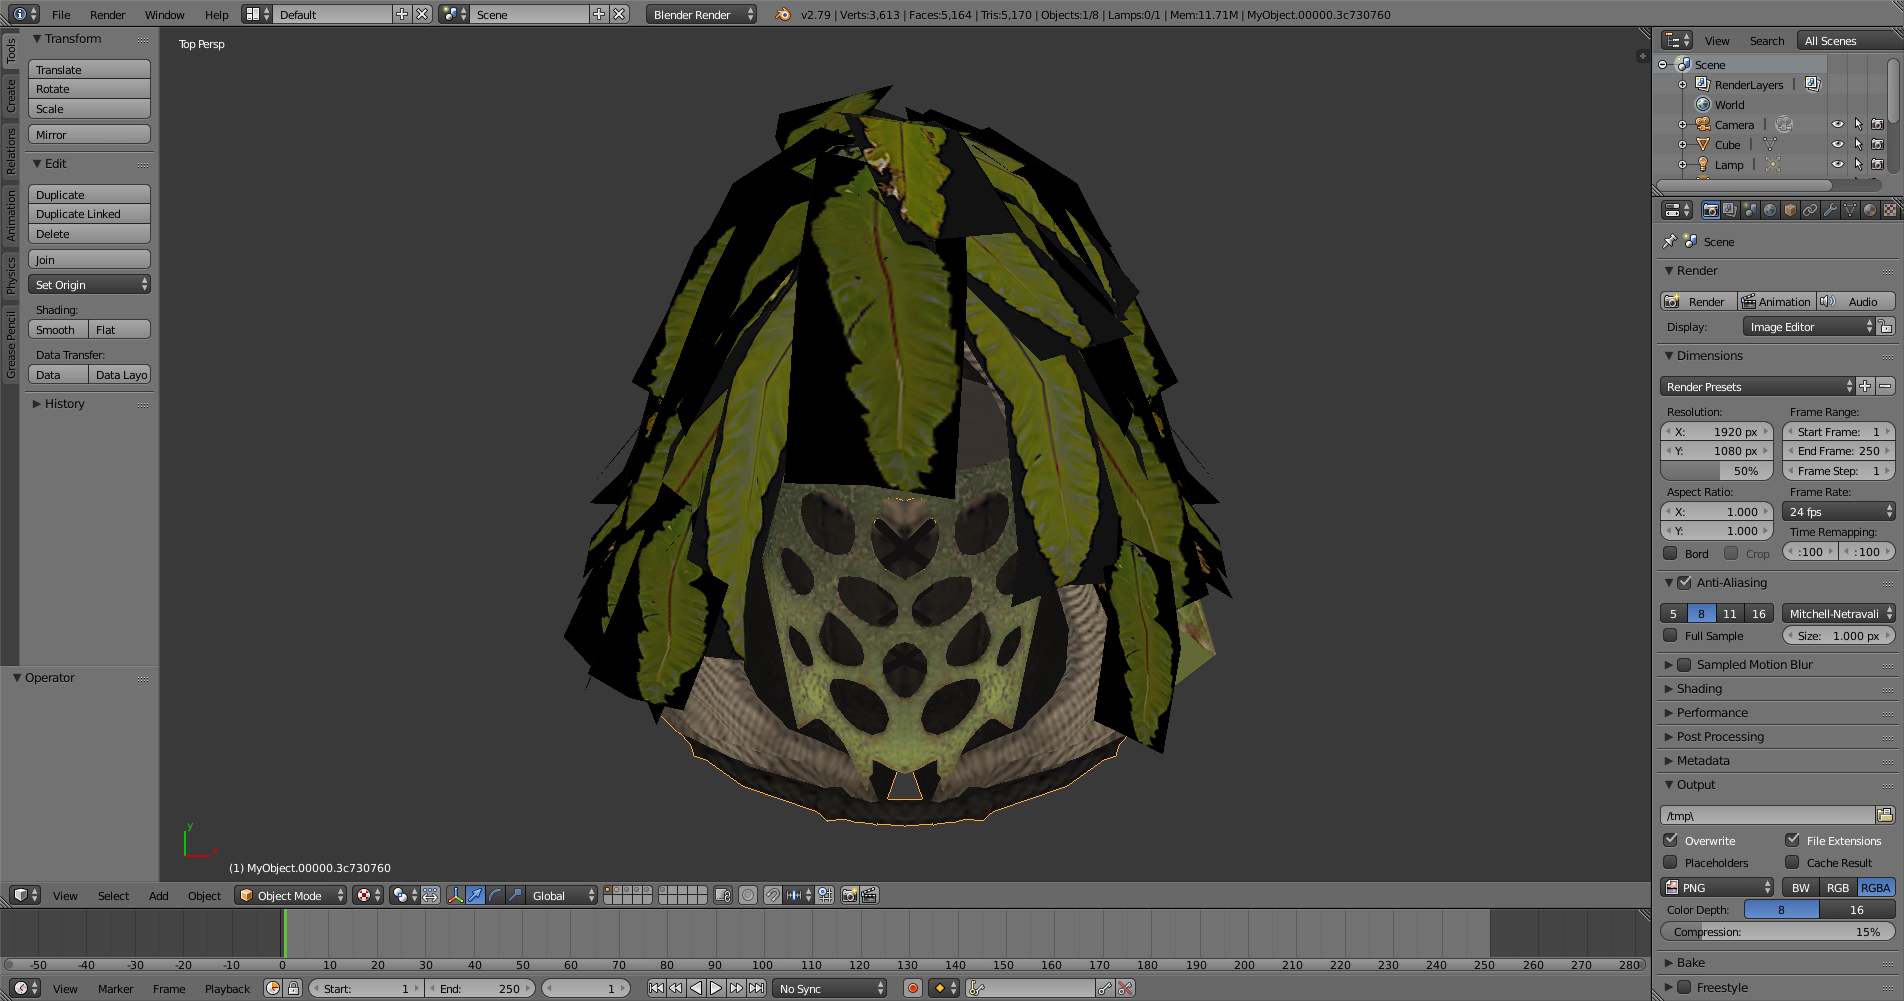 File Render Window Help Default Scene Blender Render v2.79 | Verts:3,613 | Faces:5,164 | Tris:5,170 | Objects:1/8 | Lamps:0/1 | Mem:11.71M | MyObject.00000.3c730760
Tools
Create
Relations
Animation
Physics
Grease Pencil
Transform
Translate
Rotate
Scale
Mirror
Edit
Duplicate
Duplicate Linked
Delete
Join
Set Origin
Shading:
Smooth Flat
Data Transfer:
Data Data Layo
History
Operator
Top Persp
y
x
(1) MyObject.00000.3c730760
View Search All Scenes
Scene
RenderLayers
World
Camera
Cube
Lamp
Scene
Render
Render Animation Audio
Display: Image Editor
Dimensions
Render Presets
Resolution: Frame Range:
X: 1920 px Start Frame: 1
Y: 1080 px End Frame: 250
50% Frame Step: 1
Aspect Ratio: Frame Rate:
X: 1.000 24 fps
Y: 1.000 Time Remapping:
Bord Crop :100 :100
Anti-Aliasing
5 8 11 16 Mitchell-Netravali
Full Sample Size: 1.000 px
Sampled Motion Blur
Shading
Performance
Post Processing
Metadata
Output
/tmp\
Overwrite File Extensions
Placeholders Cache Result
PNG BW RGB RGBA
Color Depth: 8 16
Compression: 15%
Bake
Freestyle
View Select Add Object Object Mode Global
-50 -40 -30 -20 -10 0 10 20 30 40 50 60 70 80 90 100 110 120 130 140 150 160 170 180 190 200 210 220 230 240 250 260 270 280
View Marker Frame Playback Start: 1 End: 250 1 No Sync